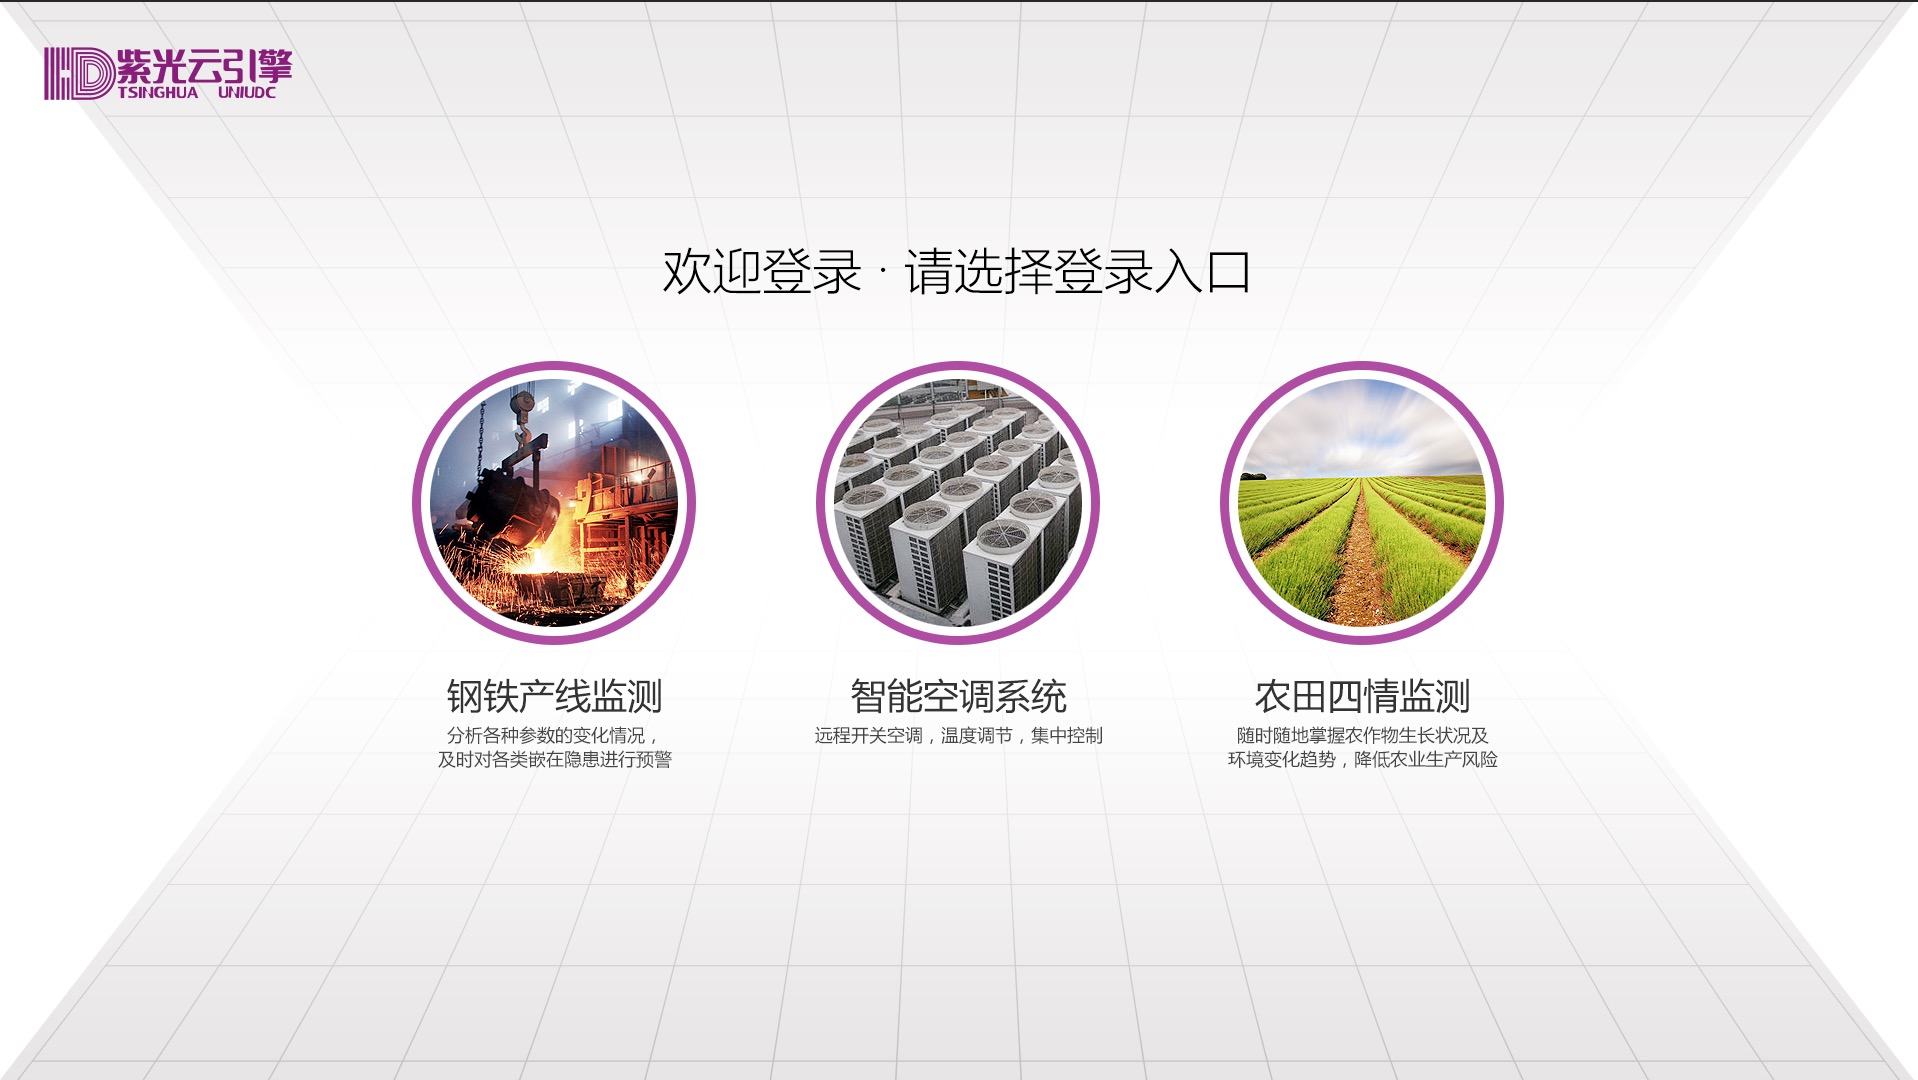 紫光云引擎
TSINGHUA UNIUDC
欢迎登录 · 请选择登录入口
钢铁产线监测
分析各种参数的变化情况，
及时对各类嵌在隐患进行预警
智能空调系统
远程开关空调，温度调节，集中控制
农田四情监测
随时随地掌握农作物生长状况及
环境变化趋势，降低农业生产风险